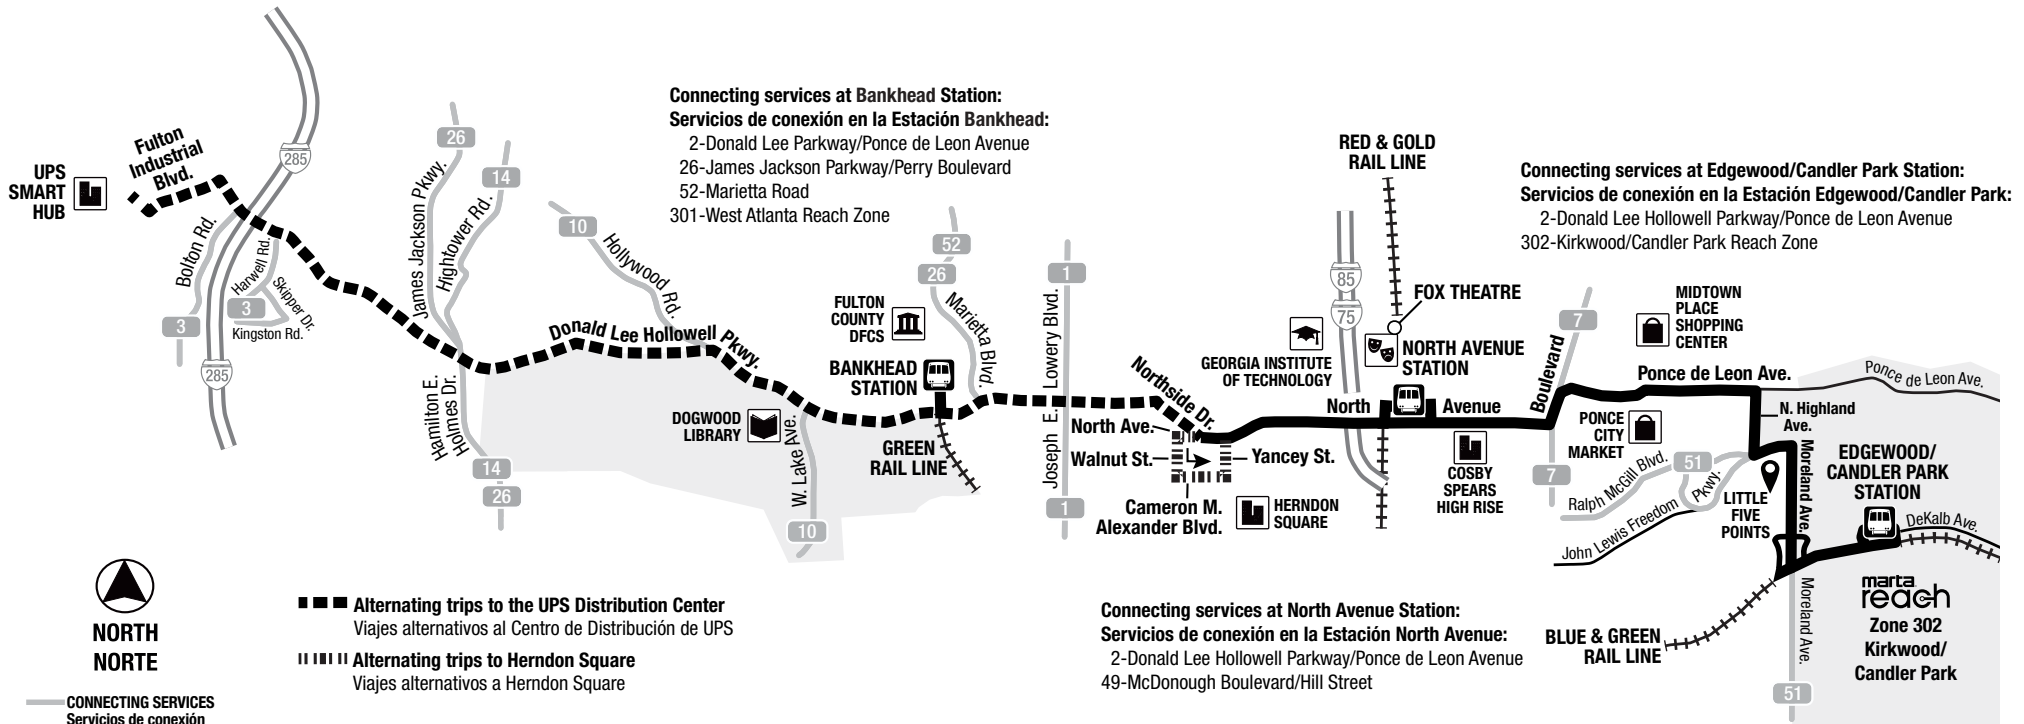 UPS
SMART
HUB
Fulton
Industrial
Blvd.
285
Bolton Rd.
Harwell Rd.
Skipper Dr.
3
3
Kingston Rd.
285
26
14
James Jackson Pkwy.
Hightower Rd.
Hamilton E.
Holmes Dr.
14
26
Connecting services at Bankhead Station:
Servicios de conexión en la Estación Bankhead:
2-Donald Lee Parkway/Ponce de Leon Avenue
26-James Jackson Parkway/Perry Boulevard
52-Marietta Road
301-West Atlanta Reach Zone
10
Hollywood Rd.
Donald Lee Hollowell Pkwy.
FULTON
COUNTY
DFCS
BANKHEAD
STATION
DOGWOOD
LIBRARY
W. Lake Ave.
10
GREEN
RAIL LINE
52
26
Marietta Blvd.
1
Joseph E. Lowery Blvd.
1
Northside Dr.
North Ave.
Walnut St.
Yancey St.
Cameron M.
Alexander Blvd.
HERNDON
SQUARE
GEORGIA INSTITUTE
OF TECHNOLOGY
RED & GOLD
RAIL LINE
85
75
FOX THEATRE
NORTH AVENUE
STATION
North Avenue
COSBY
SPEARS
HIGH RISE
Connecting services at Edgewood/Candler Park Station:
Servicios de conexión en la Estación Edgewood/Candler Park:
2-Donald Lee Hollowell Parkway/Ponce de Leon Avenue
302-Kirkwood/Candler Park Reach Zone
7
Boulevard
7
MIDTOWN
PLACE
SHOPPING
CENTER
Ponce de Leon Ave.
Ponce de Leon Ave.
N. Highland
Ave.
PONCE
CITY
MARKET
51
Ralph McGill Blvd.
John Lewis Freedom Pkwy.
LITTLE
FIVE
POINTS
Moreland Ave.
EDGEWOOD/
CANDLER PARK
STATION
DeKalb Ave.
marta
reach
Zone 302
Kirkwood/
Candler Park
Moreland Ave.
51
BLUE & GREEN
RAIL LINE
Connecting services at North Avenue Station:
Servicios de conexión en la Estación North Avenue:
2-Donald Lee Hollowell Parkway/Ponce de Leon Avenue
49-McDonough Boulevard/Hill Street
NORTH
NORTE
Alternating trips to the UPS Distribution Center
Viajes alternativos al Centro de Distribución de UPS
Alternating trips to Herndon Square
Viajes alternativos a Herndon Square
CONNECTING SERVICES
Servicios de conexión